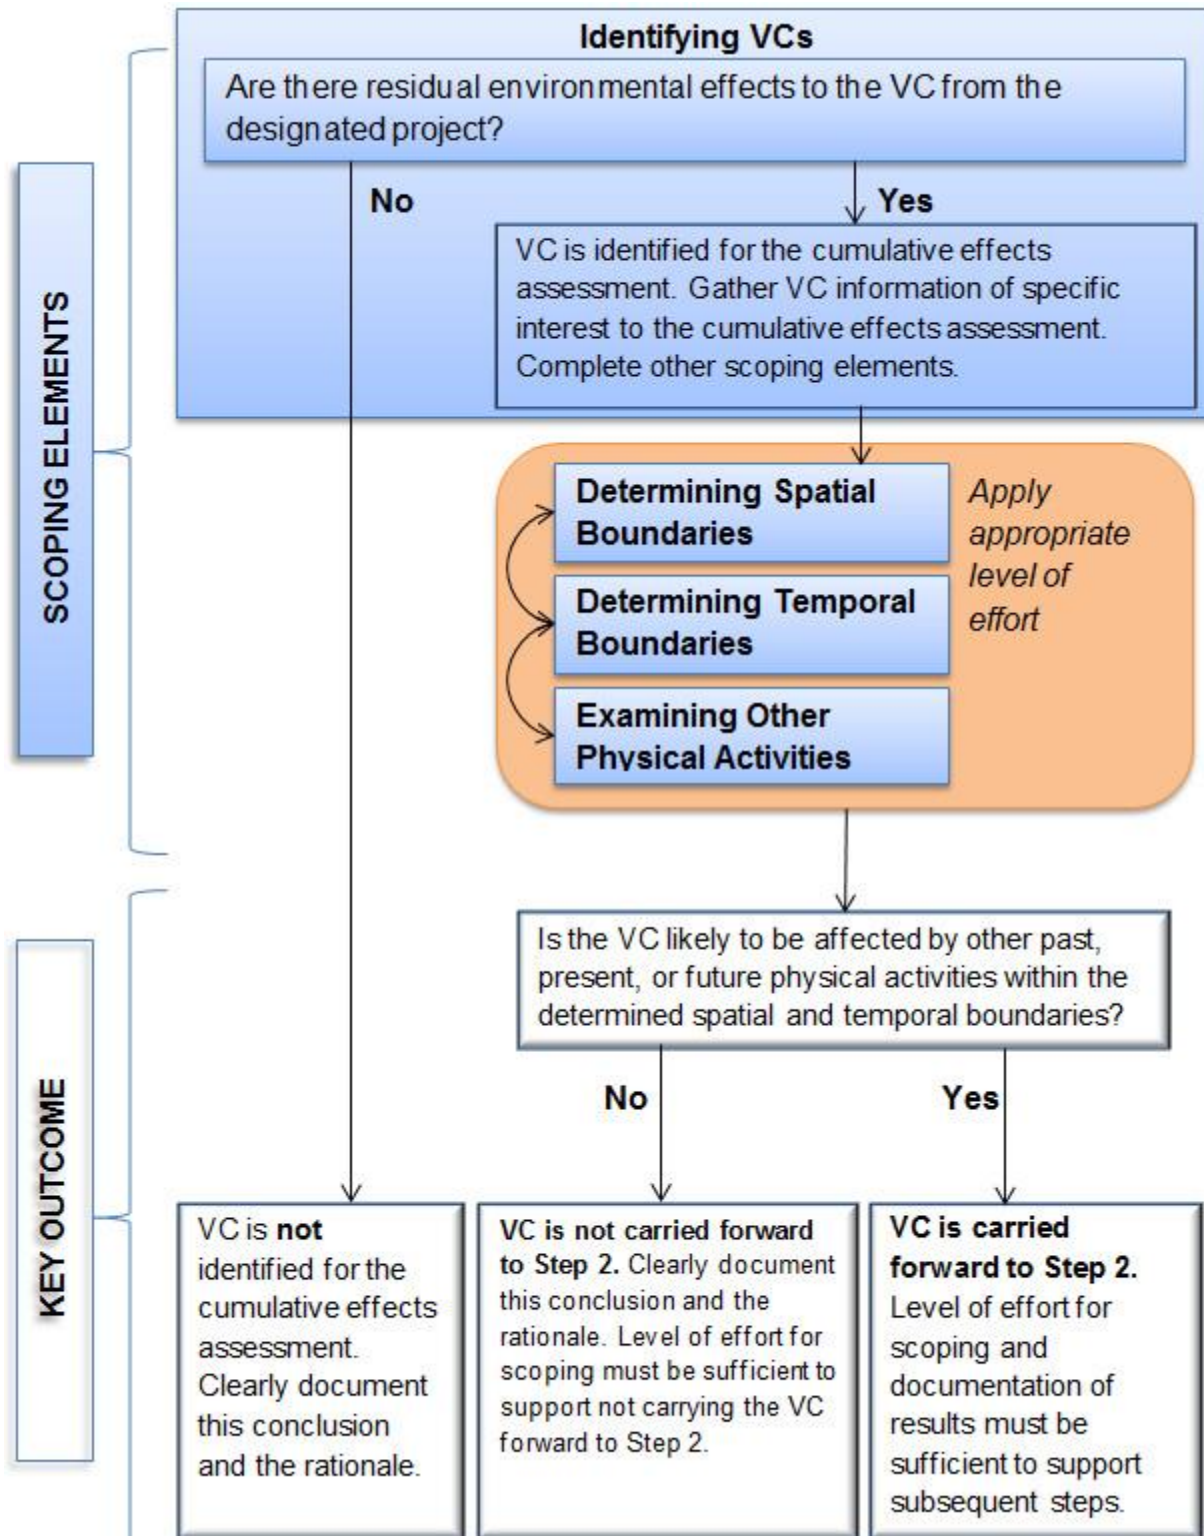 Identifying VCs
Are there residual environmental effects to the VC from the
designated project?
No
Yes
VC is identified for the cumulative effects
assessment. Gather VC information of specific
interest to the cumulative effects assessment.
Complete other scoping elements.
SCOPING ELEMENTS
Determining Spatial
Boundaries
Determining Temporal
Boundaries
Examining Other
Physical Activities
Apply
appropriate
level of
effort
Is the VC likely to be affected by other past,
present, or future physical activities within the
determined spatial and temporal boundaries?
No
Yes
KEY OUTCOME
VC is not
identified for the
cumulative effects
assessment.
Clearly document
this conclusion
and the rationale.
VC is not carried forward
to Step 2. Clearly document
this conclusion and the
rationale. Level of effort for
scoping must be sufficient to
support not carrying the VC
forward to Step 2.
VC is carried
forward to Step 2.
Level of effort for
scoping and
documentation of
results must be
sufficient to support
subsequent steps.